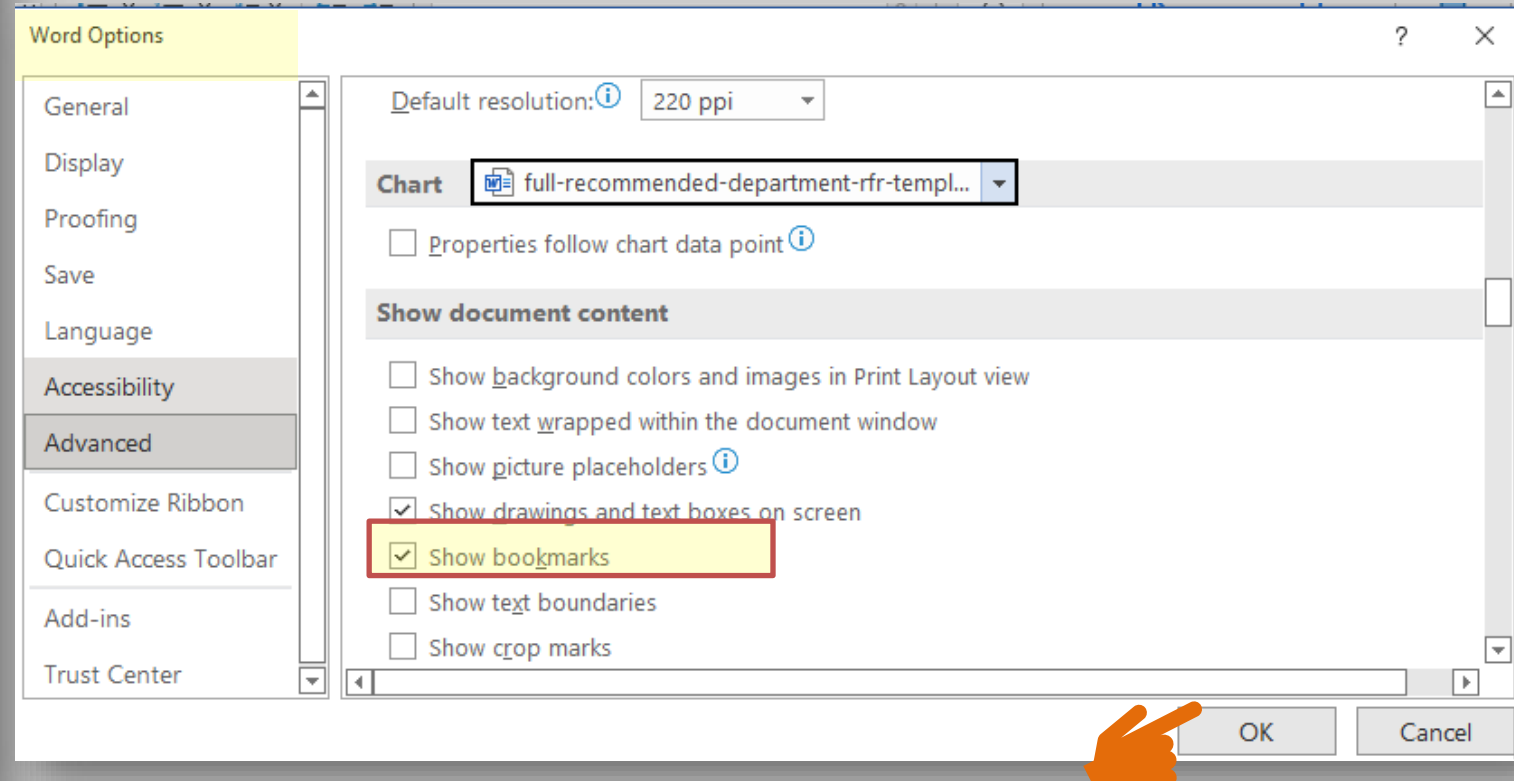 Word Options
?
General
Display
Proofing
Save
Language
Accessibility
Advanced
Customize Ribbon
Quick Access Toolbar
Add-ins
Trust Center
Default resolution: 220 ppi
Chart full-recommended-department-rfr-templ...
Properties follow chart data point
Show document content
Show background colors and images in Print Layout view
Show text wrapped within the document window
Show picture placeholders
Show drawings and text boxes on screen
Show bookmarks
Show text boundaries
Show crop marks
OK Cancel